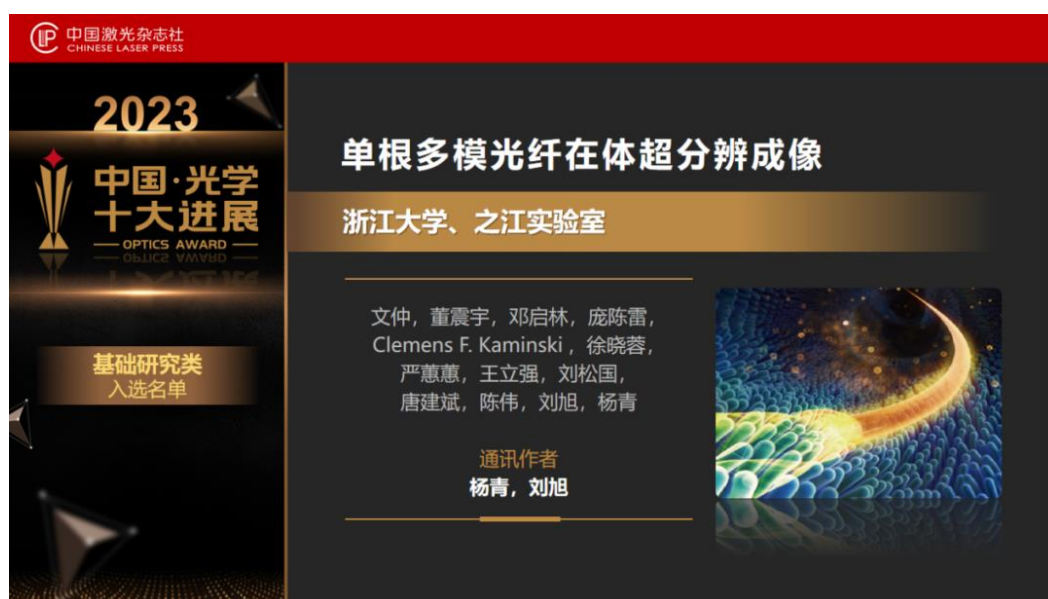 中国激光杂志社
CHINESE LASER PRESS
2023
中国·光学
十大进展
OPTICS AWARD
基础研究类
入选名单
单根多模光纤在体超分辨成像
浙江大学、之江实验室
文仲，董震宇，邓启林，庞陈雷，
Clemens F. Kaminski，徐晓蓉，
严蕙蕙，王立强，刘松国，
唐建斌，陈伟，刘旭，杨青
通讯作者
杨青，刘旭